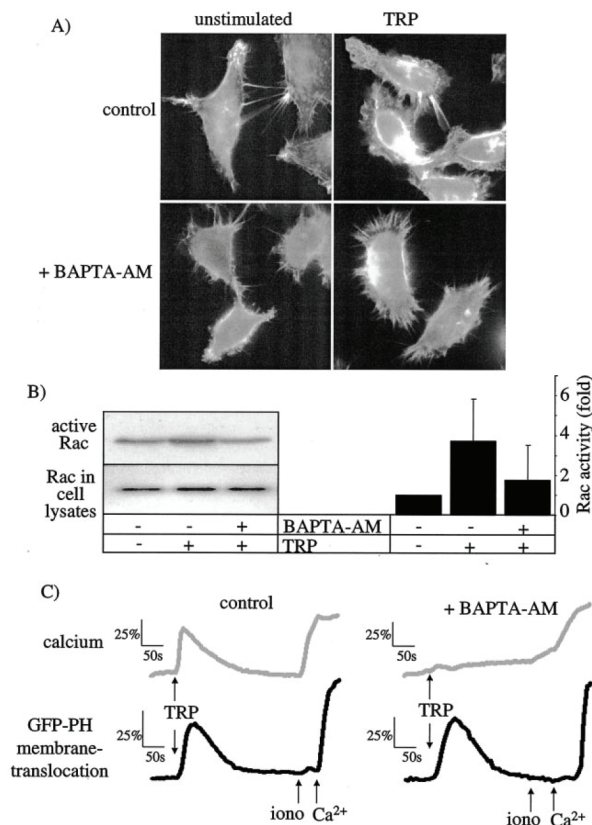 A)
unstimulated TRP
control
+ BAPTA-AM
B)
active
Rac
Rac in
cell
lysates
6
4
2
0
Rac activity (fold)
- - + BAPTA-AM - - +
- + + TRP - + +
C)
control + BAPTA-AM
calcium
25% 50s
25% 50s
TRP TRP
GFP-PH
membrane-
translocation
25% 50s
25% 50s
iono Ca²⁺ iono Ca²⁺